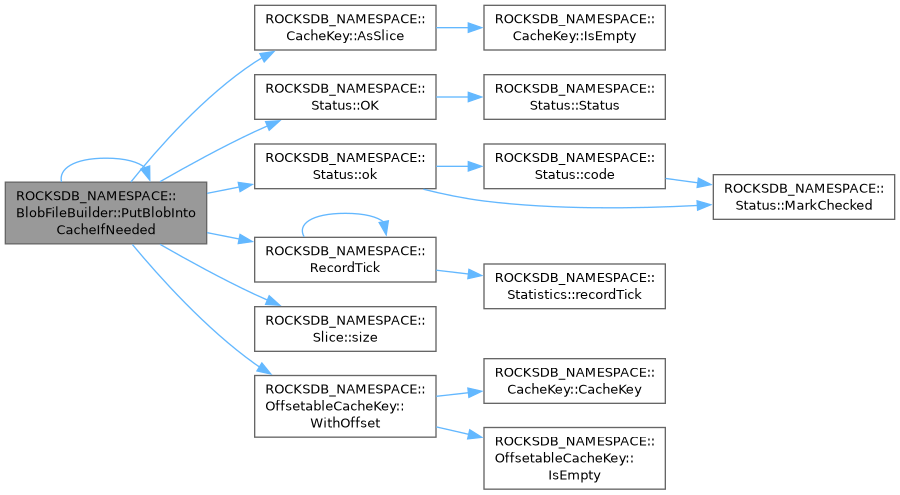 ROCKSDB_NAMESPACE::
BlobFileBuilder::PutBlobInto
CacheIfNeeded
ROCKSDB_NAMESPACE::
CacheKey::AsSlice
ROCKSDB_NAMESPACE::
CacheKey::IsEmpty
ROCKSDB_NAMESPACE::
Status::OK
ROCKSDB_NAMESPACE::
Status::Status
ROCKSDB_NAMESPACE::
Status::ok
ROCKSDB_NAMESPACE::
Status::code
ROCKSDB_NAMESPACE::
Status::MarkChecked
ROCKSDB_NAMESPACE::
RecordTick
ROCKSDB_NAMESPACE::
Statistics::recordTick
ROCKSDB_NAMESPACE::
Slice::size
ROCKSDB_NAMESPACE::
OffsetableCacheKey::
WithOffset
ROCKSDB_NAMESPACE::
CacheKey::CacheKey
ROCKSDB_NAMESPACE::
OffsetableCacheKey::
IsEmpty